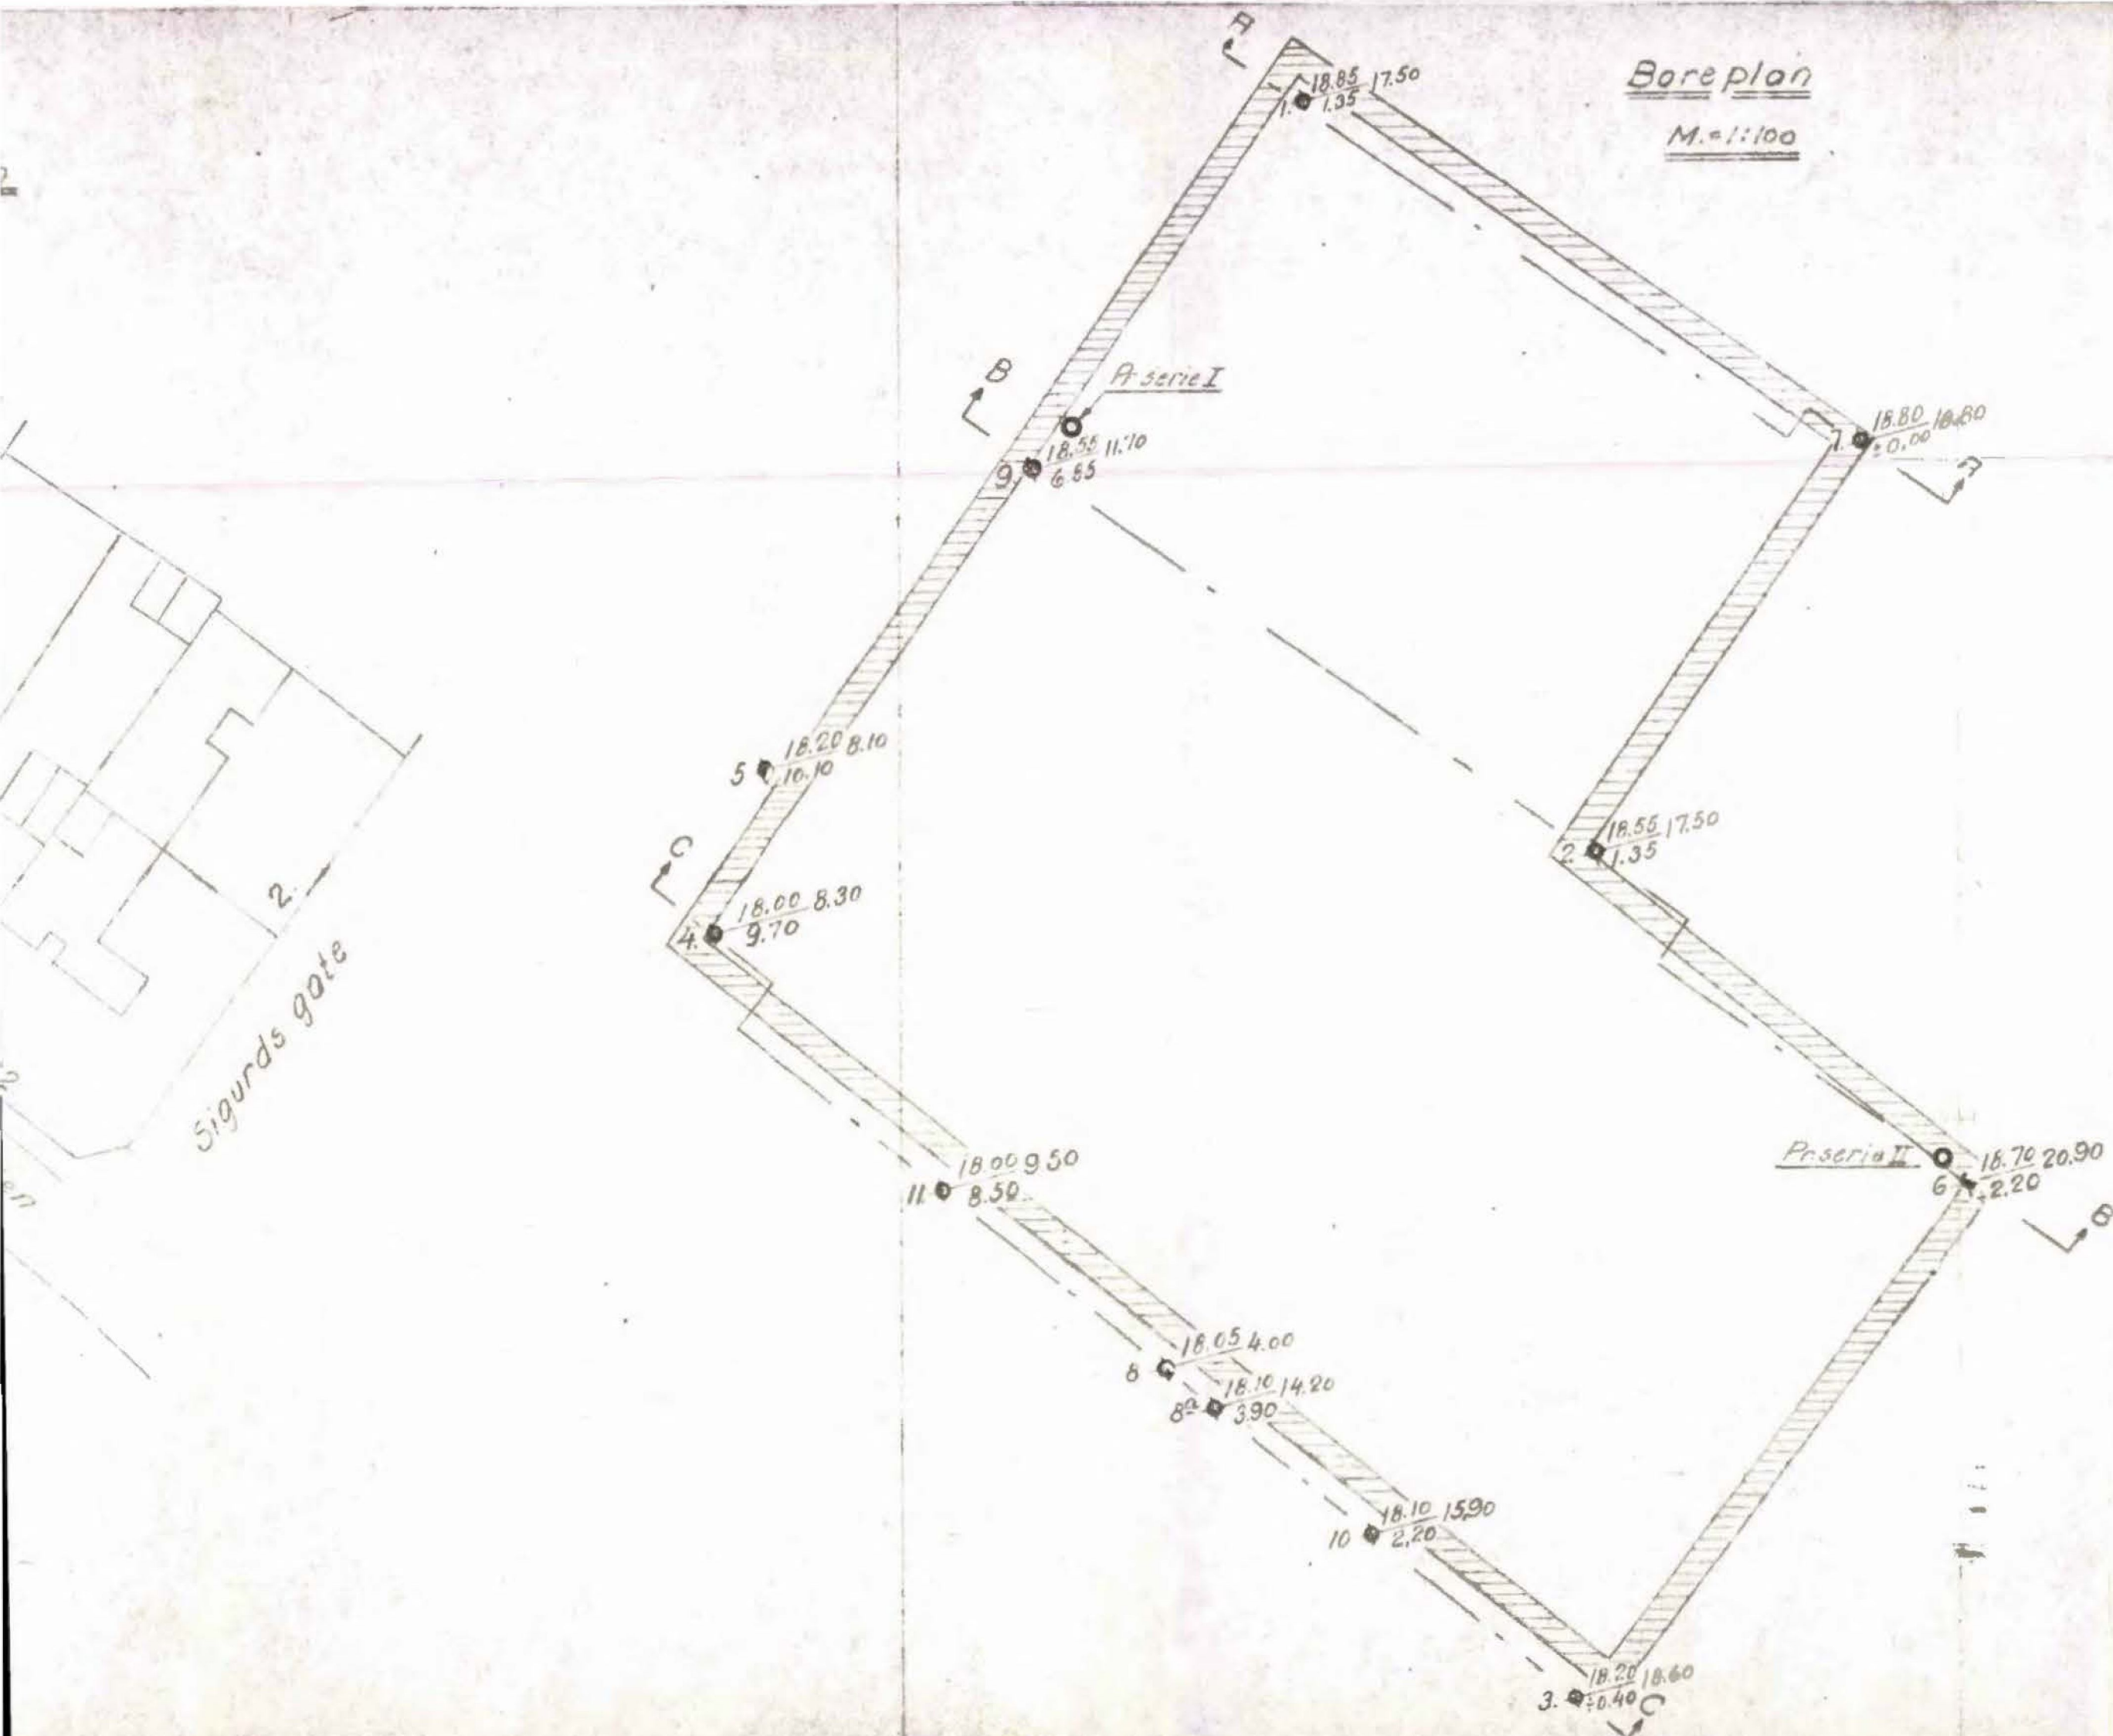 Boreplan
M.=1:100
A
1. 18.85 17.50
1.35
7. 18.80 18.80
±0.00
A
B
Pr serie I
9. 18.55 11.70
6.85
5 18.20 8.10
10.10
C
4. 18.00 8.30
9.70
2. 18.55 17.50
1.35
2.
Sigurds gate
Pr serie II
6 18.70 20.90
÷2.20
B
11. 18.00 9.50
8.50
8 18.05 4.00
8a 18.10 14.20
3.90
10 18.10 15.90
2.20
3. 18.20 18.60
÷0.40
C